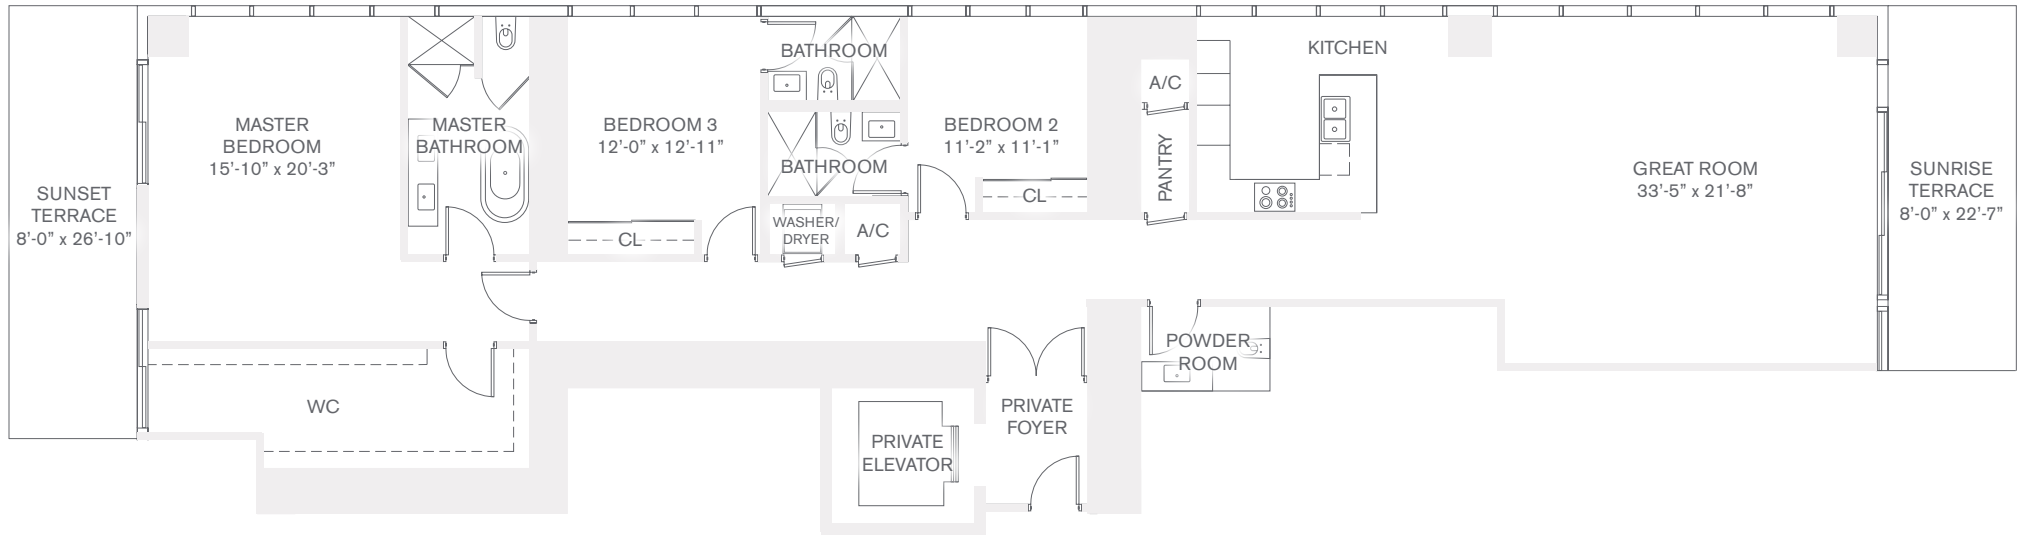 SUNSET
TERRACE
8’-0” x 26’-10”
MASTER
BEDROOM
15’-10” x 20’-3”
MASTER
BATHROOM
WC
BEDROOM 3
12’-0” x 12’-11”
CL
BATHROOM
BATHROOM
WASHER/
DRYER
A/C
BEDROOM 2
11’-2” x 11’-1”
CL
PRIVATE
ELEVATOR
PRIVATE
FOYER
A/C
PANTRY
POWDER
ROOM
KITCHEN
GREAT ROOM
33’-5” x 21’-8”
SUNRISE
TERRACE
8’-0” x 22’-7”